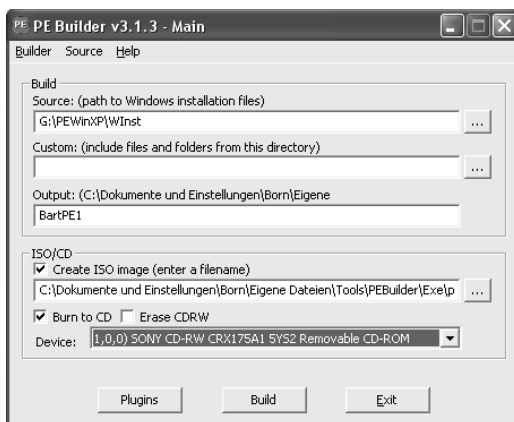 PE Builder v3.1.3 - Main
Builder Source Help
Build
Source: (path to Windows installation files)
G:\PEWinXP\WInst
...
Custom: (include files and folders from this directory)
...
Output: (C:\Dokumente und Einstellungen\Born\Eigene
BartPE1
ISO/CD
Create ISO image (enter a filename)
C:\Dokumente und Einstellungen\Born\Eigene Dateien\Tools\PEBuilder\Exe\p
...
Burn to CD Erase CDRW
Device: 1,0,0) SONY CD-RW CRX175A1 5YS2 Removable CD-ROM
Plugins Build Exit